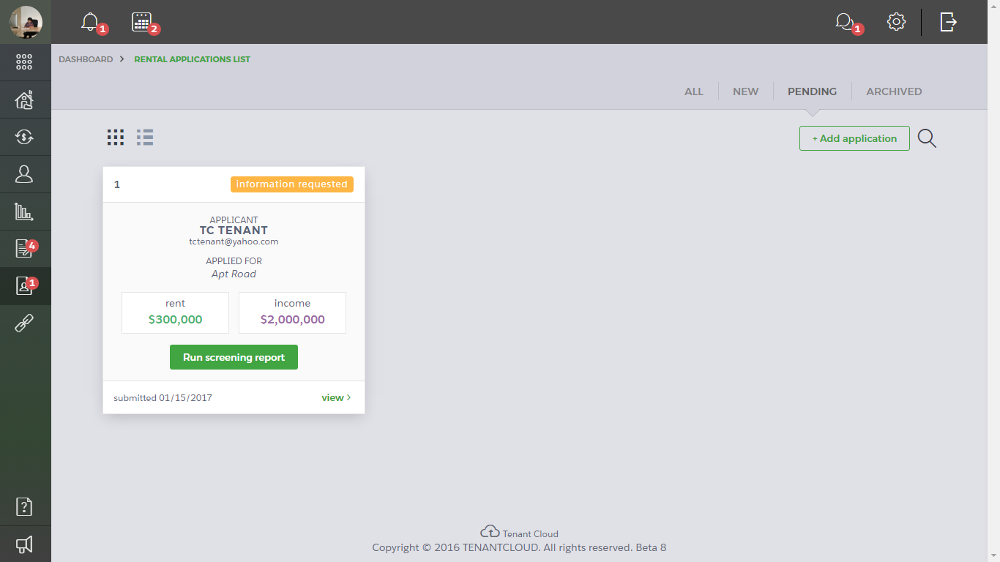 1
2
1
DASHBOARD > RENTAL APPLICATIONS LIST
ALL
NEW
PENDING
ARCHIVED
+ Add application
1
information requested
APPLICANT
TC TENANT
tctenant@yahoo.com
APPLIED FOR
Apt Road
rent
$300,000
income
$2,000,000
Run screening report
submitted 01/15/2017
view >
4
1
?
Tenant Cloud
Copyright © 2016 TENANTCLOUD. All rights reserved. Beta 8